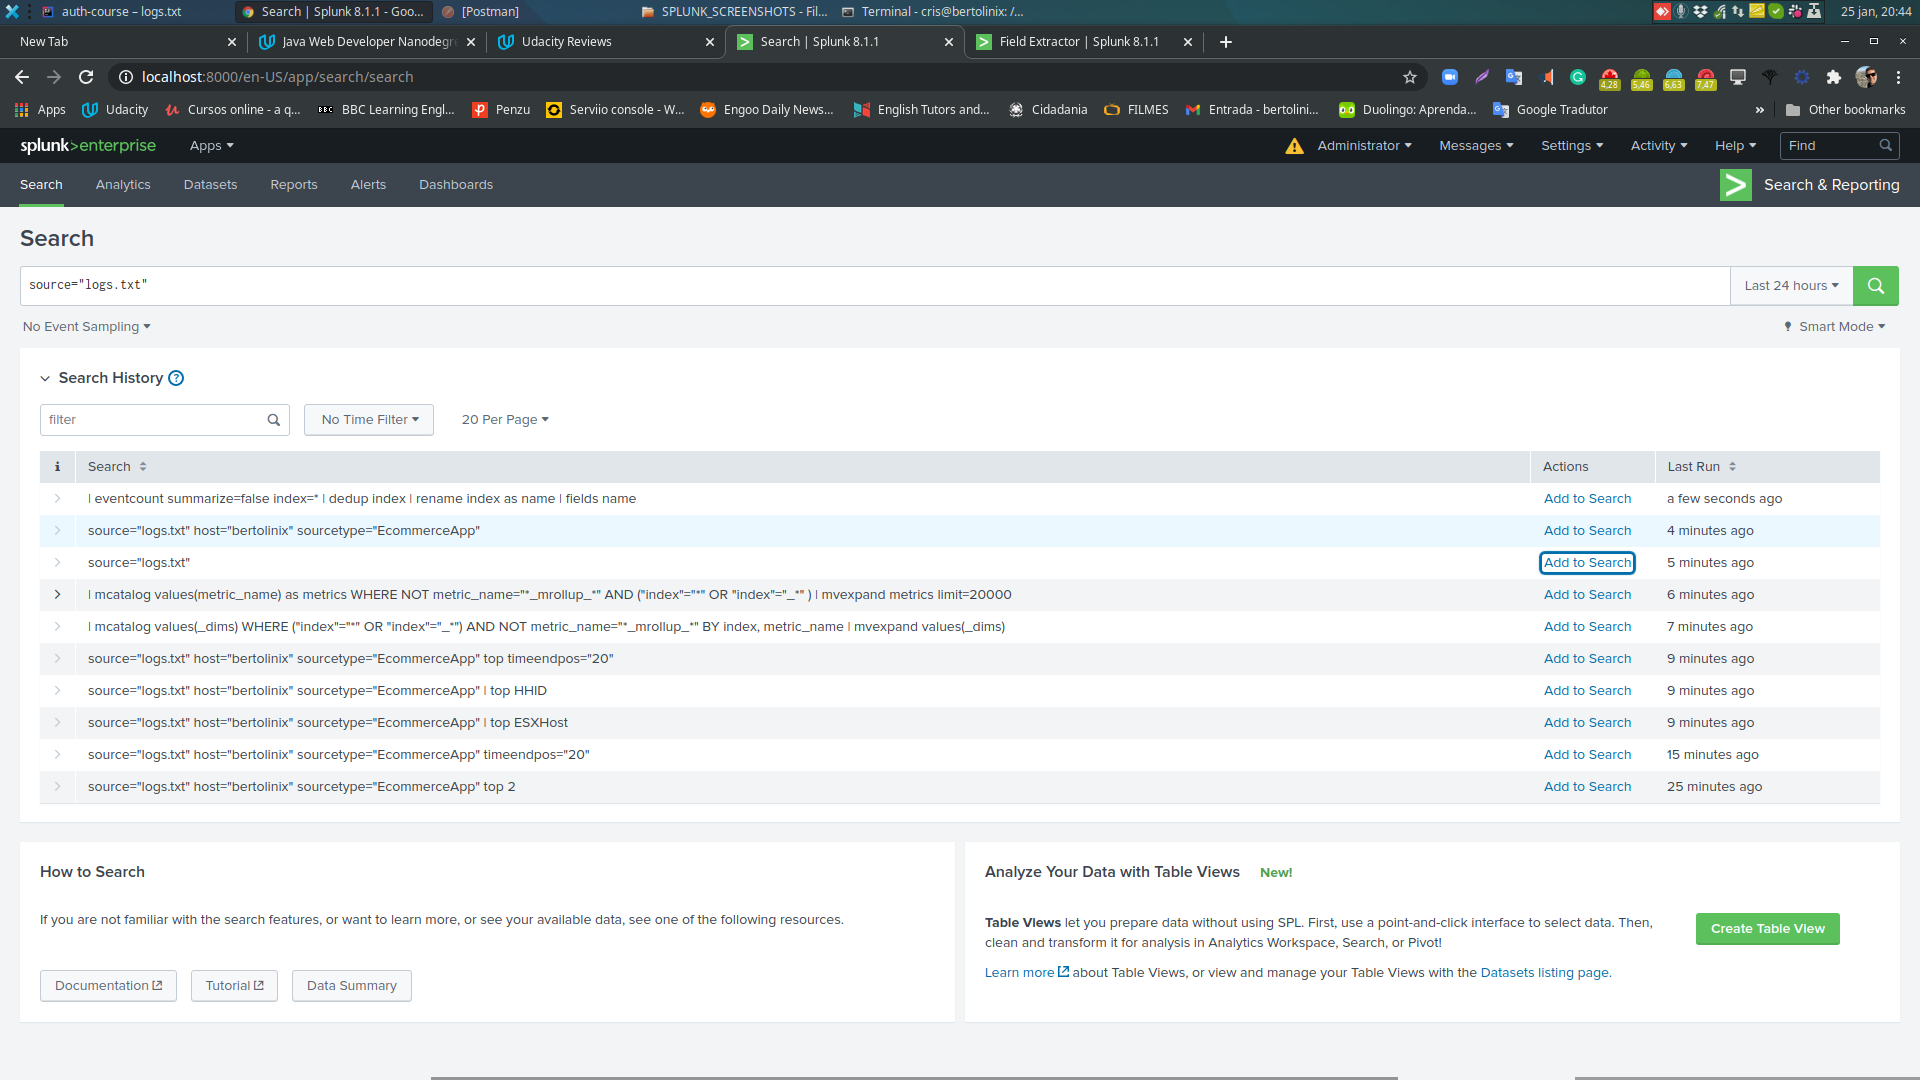 auth-course – logs.txt
Search | Splunk 8.1.1 - Goo...
[Postman]
SPLUNK_SCREENSHOTS - Fil...
Terminal - cris@bertolinix: /...
25 jan, 20:44
New Tab
Java Web Developer Nanodegre
Udacity Reviews
Search | Splunk 8.1.1
Field Extractor | Splunk 8.1.1
localhost:8000/en-US/app/search/search
4,28
5,46
6,63
7,47
Apps
Udacity
Cursos online - a q...
BBC
BBC Learning Engl...
Penzu
Serviio console - W...
Engoo Daily News...
English Tutors and...
Cidadania
FILMES
Entrada - bertolini...
Duolingo: Aprenda...
Google Tradutor
»
Other bookmarks
splunk>enterprise
Apps
Administrator
Messages
Settings
Activity
Help
Find
Search
Analytics
Datasets
Reports
Alerts
Dashboards
Search & Reporting
Search
source="logs.txt"
Last 24 hours
No Event Sampling
Smart Mode
Search History ?
filter
No Time Filter
20 Per Page
i
Search
Actions
Last Run
| eventcount summarize=false index=* | dedup index | rename index as name | fields name
Add to Search
a few seconds ago
source="logs.txt" host="bertolinix" sourcetype="EcommerceApp"
Add to Search
4 minutes ago
source="logs.txt"
Add to Search
5 minutes ago
| mcatalog values(metric_name) as metrics WHERE NOT metric_name="*_mrollup_*" AND ("index"="*" OR "index"="_*" ) | mvexpand metrics limit=20000
Add to Search
6 minutes ago
| mcatalog values(_dims) WHERE ("index"="*" OR "index"="_*") AND NOT metric_name="*_mrollup_*" BY index, metric_name | mvexpand values(_dims)
Add to Search
7 minutes ago
source="logs.txt" host="bertolinix" sourcetype="EcommerceApp" top timeendpos="20"
Add to Search
9 minutes ago
source="logs.txt" host="bertolinix" sourcetype="EcommerceApp" | top HHID
Add to Search
9 minutes ago
source="logs.txt" host="bertolinix" sourcetype="EcommerceApp" | top ESXHost
Add to Search
9 minutes ago
source="logs.txt" host="bertolinix" sourcetype="EcommerceApp" timeendpos="20"
Add to Search
15 minutes ago
source="logs.txt" host="bertolinix" sourcetype="EcommerceApp" top 2
Add to Search
25 minutes ago
How to Search
If you are not familiar with the search features, or want to learn more, or see your available data, see one of the following resources.
Documentation
Tutorial
Data Summary
Analyze Your Data with Table Views
New!
Table Views let you prepare data without using SPL. First, use a point-and-click interface to select data. Then,
clean and transform it for analysis in Analytics Workspace, Search, or Pivot!
Learn more about Table Views, or view and manage your Table Views with the Datasets listing page.
Create Table View